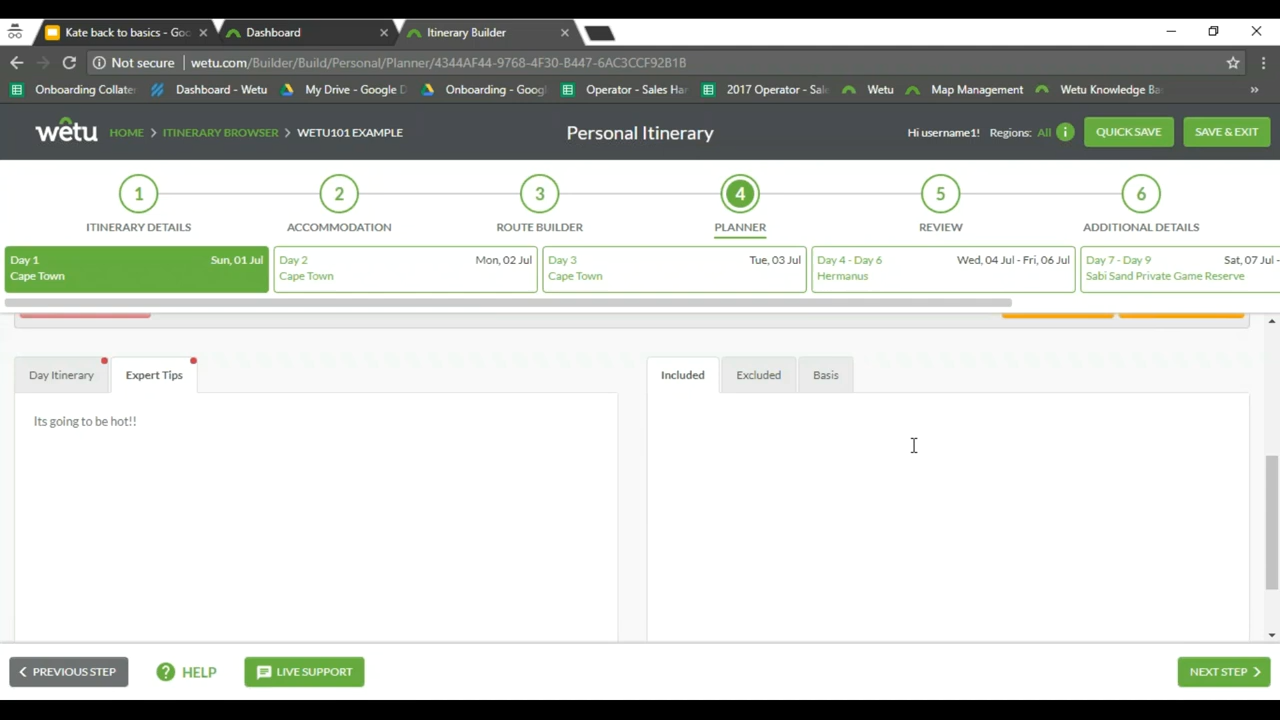 Kate back to basics - Goo
Dashboard
Itinerary Builder
Not secure | wetu.com/Builder/Build/Personal/Planner/4344AF44-9768-4F30-B447-6AC3CCF92B1B
Onboarding Collate
Dashboard - Wetu
My Drive - Google D
Onboarding - Googl
Operator - Sales Han
2017 Operator - Sale
Wetu
Map Management
Wetu Knowledge Ba
»
wetu
HOME > ITINERARY BROWSER > WETU101 EXAMPLE
Personal Itinerary
Hi username1! Regions: All i
QUICK SAVE
SAVE & EXIT
1
ITINERARY DETAILS
2
ACCOMMODATION
3
ROUTE BUILDER
4
PLANNER
5
REVIEW
6
ADDITIONAL DETAILS
Day 1 Sun, 01 Jul
Cape Town
Day 2 Mon, 02 Jul
Cape Town
Day 3 Tue, 03 Jul
Cape Town
Day 4 - Day 6 Wed, 04 Jul - Fri, 06 Jul
Hermanus
Day 7 - Day 9 Sat, 07 Jul -
Sabi Sand Private Game Reserve
Day Itinerary
Expert Tips
Included
Excluded
Basis
Its going to be hot!!
< PREVIOUS STEP
? HELP
LIVE SUPPORT
NEXT STEP >